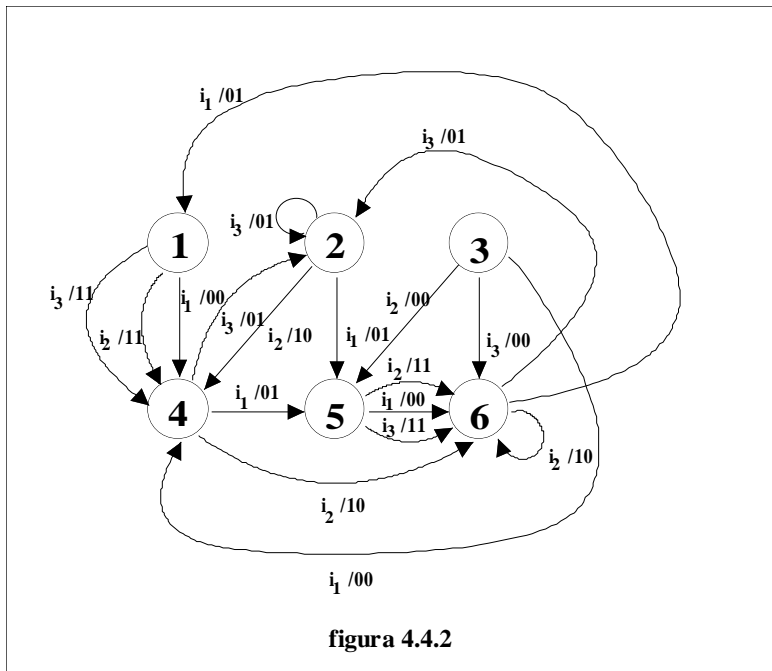 i1 /01
i3 /01
i3 /01
1
2
3
i3 /11
i2 /11
i1 /00
i3 /01
i2 /10
i1 /01
i2 /00
i3 /00
4
i1 /01
5
i2 /11
i1 /00
i3 /11
6
i2 /10
i2 /10
i1 /00
figura 4.4.2